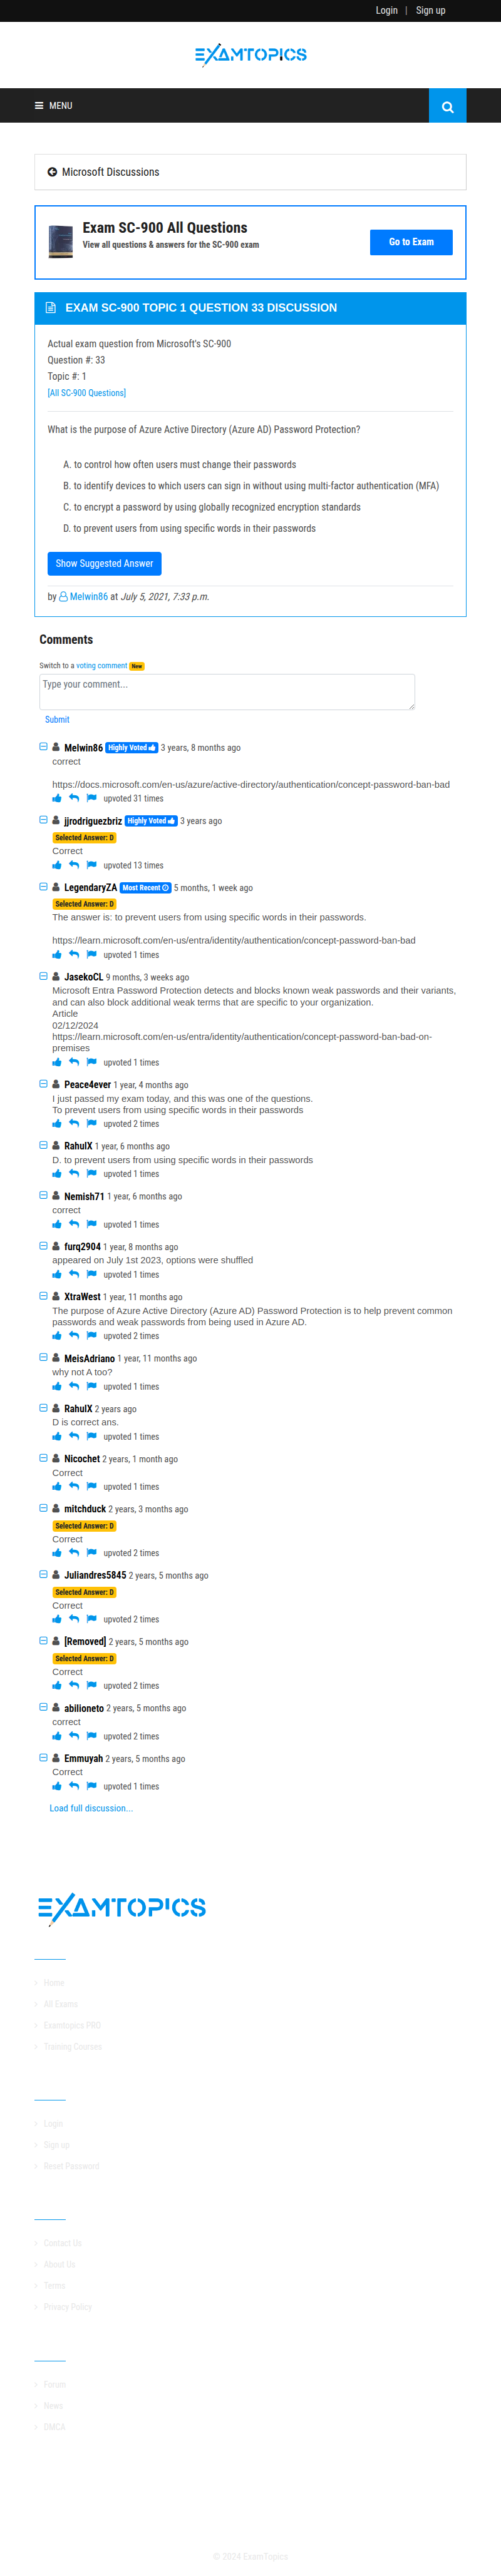 Login | Sign up
EXAMTOPICS
MENU
Microsoft Discussions
Exam SC-900 All Questions
View all questions & answers for the SC-900 exam
Go to Exam
EXAM SC-900 TOPIC 1 QUESTION 33 DISCUSSION
Actual exam question from Microsoft's SC-900
Question #: 33
Topic #: 1
[All SC-900 Questions]
What is the purpose of Azure Active Directory (Azure AD) Password Protection?
A. to control how often users must change their passwords
B. to identify devices to which users can sign in without using multi-factor authentication (MFA)
C. to encrypt a password by using globally recognized encryption standards
D. to prevent users from using specific words in their passwords
Show Suggested Answer
by Melwin86 at July 5, 2021, 7:33 p.m.
Comments
Switch to a voting comment New
Type your comment...
Submit
Melwin86 Highly Voted 3 years, 8 months ago
correct
https://docs.microsoft.com/en-us/azure/active-directory/authentication/concept-password-ban-bad
upvoted 31 times
jjrodriguezbriz Highly Voted 3 years ago
Selected Answer: D
Correct
upvoted 13 times
LegendaryZA Most Recent 5 months, 1 week ago
Selected Answer: D
The answer is: to prevent users from using specific words in their passwords.
https://learn.microsoft.com/en-us/entra/identity/authentication/concept-password-ban-bad
upvoted 1 times
JasekoCL 9 months, 3 weeks ago
Microsoft Entra Password Protection detects and blocks known weak passwords and their variants,
and can also block additional weak terms that are specific to your organization.
Article
02/12/2024
https://learn.microsoft.com/en-us/entra/identity/authentication/concept-password-ban-bad-on-
premises
upvoted 1 times
Peace4ever 1 year, 4 months ago
I just passed my exam today, and this was one of the questions.
To prevent users from using specific words in their passwords
upvoted 2 times
RahulX 1 year, 6 months ago
D. to prevent users from using specific words in their passwords
upvoted 1 times
Nemish71 1 year, 6 months ago
correct
upvoted 1 times
furq2904 1 year, 8 months ago
appeared on July 1st 2023, options were shuffled
upvoted 1 times
XtraWest 1 year, 11 months ago
The purpose of Azure Active Directory (Azure AD) Password Protection is to help prevent common
passwords and weak passwords from being used in Azure AD.
upvoted 2 times
MeisAdriano 1 year, 11 months ago
why not A too?
upvoted 1 times
RahulX 2 years ago
D is correct ans.
upvoted 1 times
Nicochet 2 years, 1 month ago
Correct
upvoted 1 times
mitchduck 2 years, 3 months ago
Selected Answer: D
Correct
upvoted 2 times
Juliandres5845 2 years, 5 months ago
Selected Answer: D
Correct
upvoted 2 times
[Removed] 2 years, 5 months ago
Selected Answer: D
Correct
upvoted 2 times
abilioneto 2 years, 5 months ago
correct
upvoted 2 times
Emmuyah 2 years, 5 months ago
Correct
upvoted 1 times
Load full discussion...
EXAMTOPICS
Home
All Exams
Examtopics PRO
Training Courses
Login
Sign up
Reset Password
Contact Us
About Us
Terms
Privacy Policy
Forum
News
DMCA
© 2024 ExamTopics